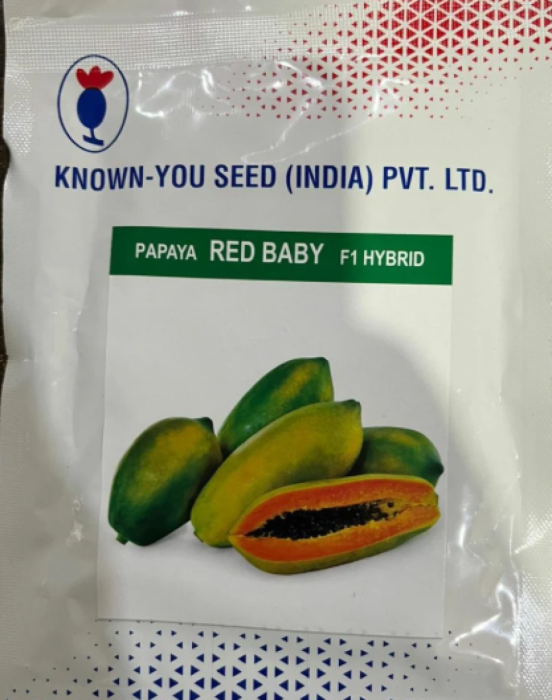 KNOWN-YOU SEED (INDIA) PVT. LTD.
PAPAYA RED BABY F1 HYBRID